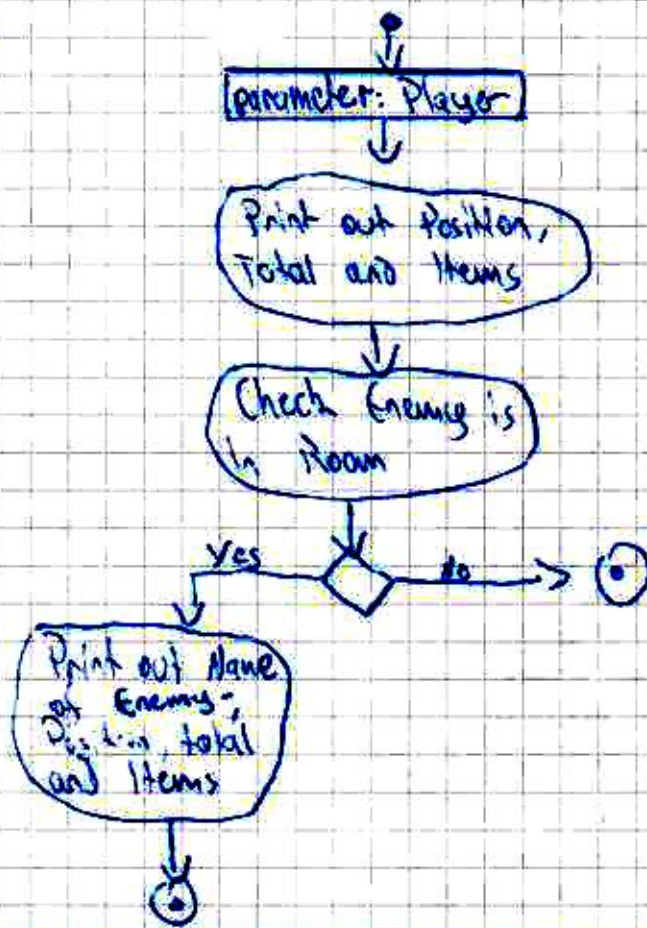 parameter: Player
Print out Position,
Total and Items
Check Enemy is
in Room
Yes
No
Print out Name
of Enemy,
Position, total
and Items